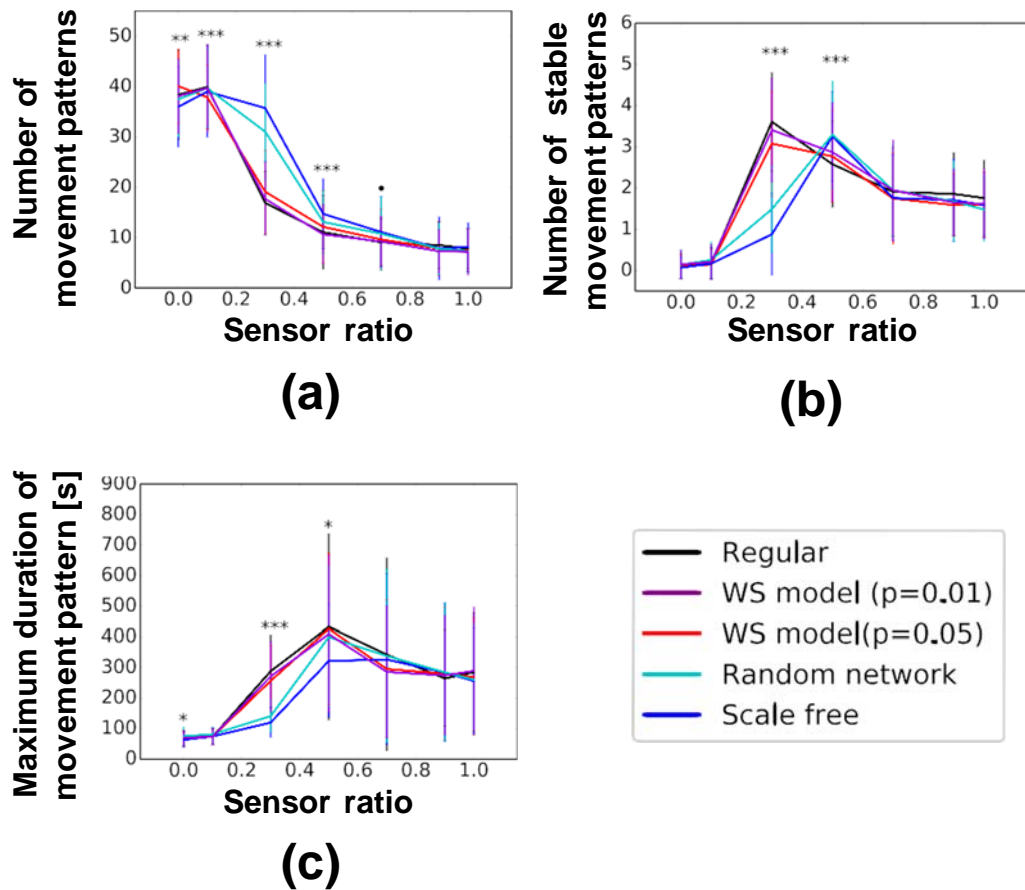 Number of
movement patterns
50
40
30
20
10
0
** *** *** *** •
0.0 0.2 0.4 0.6 0.8 1.0
Sensor ratio
(a)
Number of stable
movement patterns
6
5
4
3
2
1
0
*** ***
0.0 0.2 0.4 0.6 0.8 1.0
Sensor ratio
(b)
Maximum duration of
movement pattern [s]
900
800
700
600
500
400
300
200
100
0
* *** *
0.0 0.2 0.4 0.6 0.8 1.0
Sensor ratio
(c)
Regular
WS model (p=0.01)
WS model(p=0.05)
Random network
Scale free